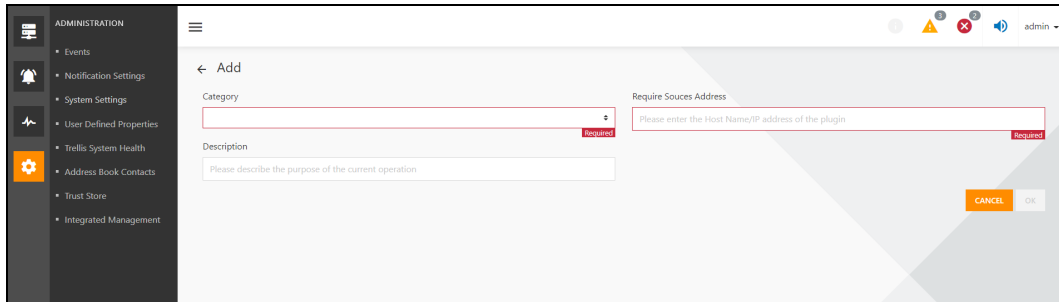 ADMINISTRATION
Events
Notification Settings
System Settings
User Defined Properties
Trellis System Health
Address Book Contacts
Trust Store
Integrated Management
3
2
admin
Add
Category
Required
Require Souces Address
Please enter the Host Name/IP address of the plugin
Required
Description
Please describe the purpose of the current operation
CANCEL
OK